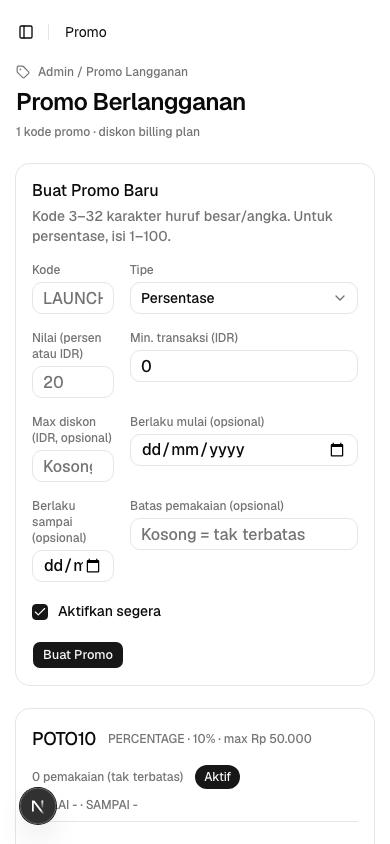 Promo
Admin / Promo Langganan
Promo Berlangganan
1 kode promo · diskon billing plan
Buat Promo Baru
Kode 3–32 karakter huruf besar/angka. Untuk
persentase, isi 1–100.
Kode
Tipe
LAUNCH
Persentase
Nilai (persen
atau IDR)
Min. transaksi (IDR)
20
0
Max diskon
(IDR, opsional)
Berlaku mulai (opsional)
Kosong
dd/mm/yyyy
Berlaku
sampai
(opsional)
Batas pemakaian (opsional)
dd/m
Kosong = tak terbatas
Aktifkan segera
Buat Promo
POTO10 PERCENTAGE · 10% · max Rp 50.000
0 pemakaian (tak terbatas) Aktif
N
- · SAMPAI -